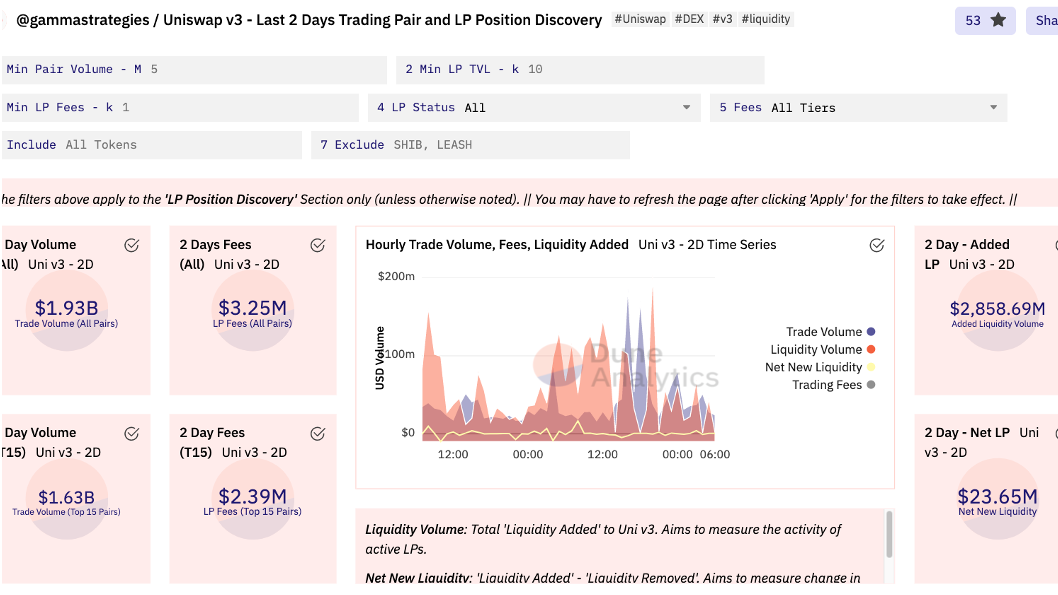 @gammastrategies / Uniswap v3 - Last 2 Days Trading Pair and LP Position Discovery #Uniswap #DEX #v3 #liquidity 53 Sha
Min Pair Volume - M 5 2 Min LP TVL - k 10
Min LP Fees - k 1 4 LP Status All 5 Fees All Tiers
Include All Tokens 7 Exclude SHIB, LEASH
he filters above apply to the 'LP Position Discovery' Section only (unless otherwise noted). || You may have to refresh the page after clicking 'Apply' for the filters to take effect. ||
Day Volume
All) Uni v3 - 2D
$1.93B
Trade Volume (All Pairs)
2 Days Fees
(All) Uni v3 - 2D
$3.25M
LP Fees (All Pairs)
Hourly Trade Volume, Fees, Liquidity Added Uni v3 - 2D Time Series
$200m
$100m
$0
USD Volume
12:00 00:00 12:00 00:00 06:00
Dune
Analytics
Trade Volume
Liquidity Volume
Net New Liquidity
Trading Fees
2 Day - Added
LP Uni v3 - 2D
$2,858.69M
Added Liquidity Volume
Day Volume
T15) Uni v3 - 2D
$1.63B
Trade Volume (Top 15 Pairs)
2 Day Fees
(T15) Uni v3 - 2D
$2.39M
LP Fees (Top 15 Pairs)
Liquidity Volume: Total 'Liquidity Added' to Uni v3. Aims to measure the activity of
active LPs.
Net New Liquidity: 'Liquidity Added' - 'Liquidity Removed'. Aims to measure change in
2 Day - Net LP Uni
v3 - 2D
$23.65M
Net New Liquidity